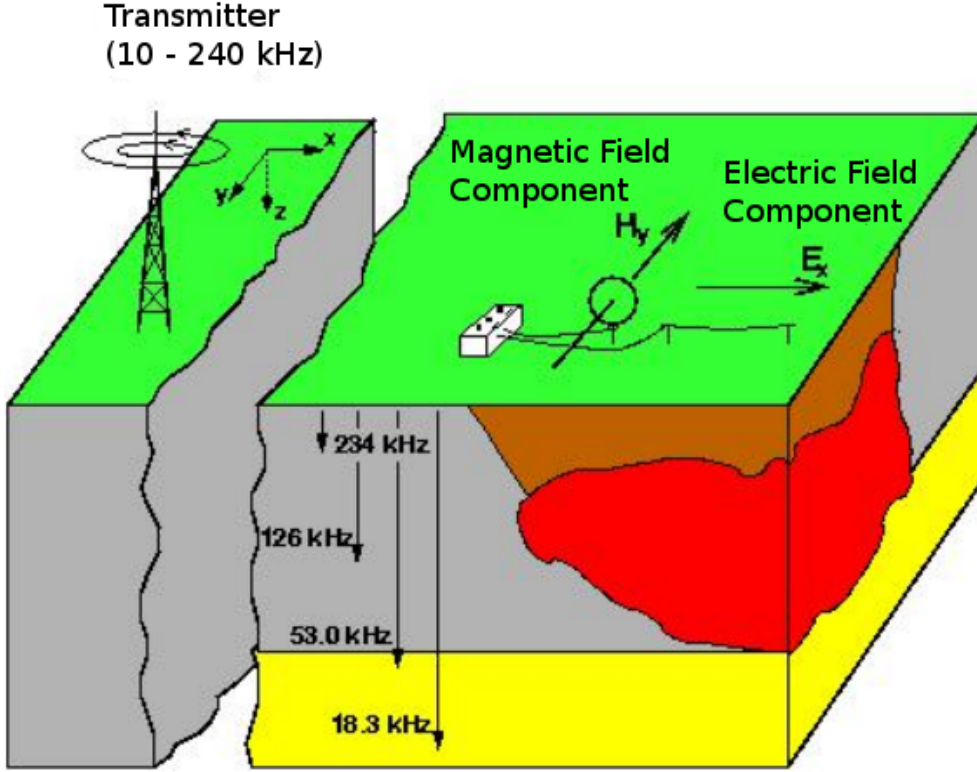 Transmitter
(10 - 240 kHz)
x
y
z
Magnetic Field
Component
Electric Field
Component
Hy
Ex
234 kHz
126 kHz
53.0 kHz
18.3 kHz